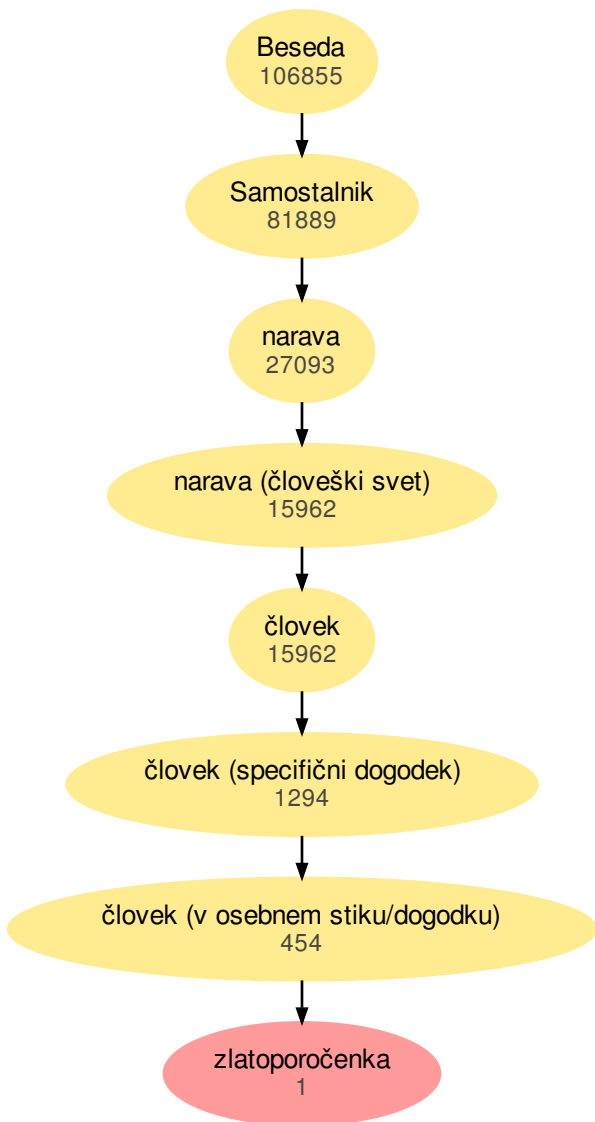 Beseda
106855
Samostalnik
81889
narava
27093
narava (človeški svet)
15962
človek
15962
človek (specifični dogodek)
1294
človek (v osebnem stiku/dogodku)
454
zlatoporočenka
1